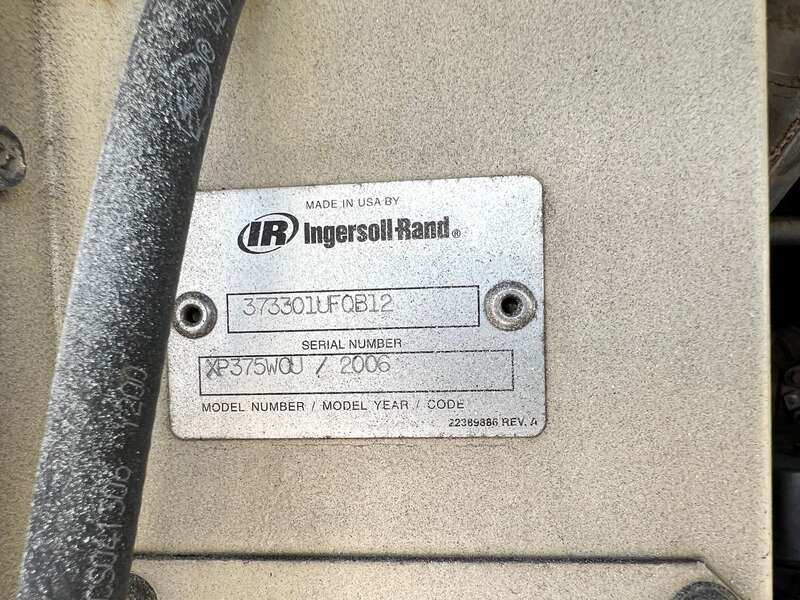 MADE IN USA BY
IR Ingersoll-Rand®
373301UFQB12
SERIAL NUMBER
XP375WCU / 2006
MODEL NUMBER / MODEL YEAR / CODE
22389886 REV. A
1200